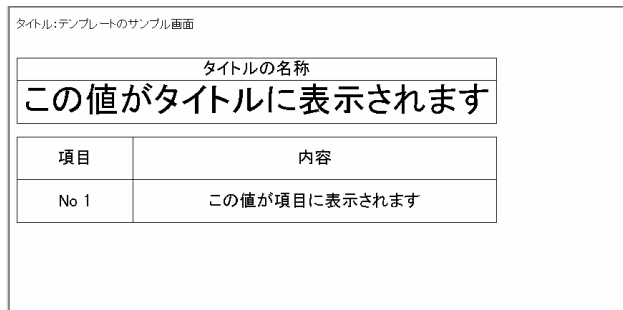 タイトル:テンプレートのサンプル画面
タイトルの名称
この値がタイトルに表示されます
項目 内容
No 1 この値が項目に表示されます